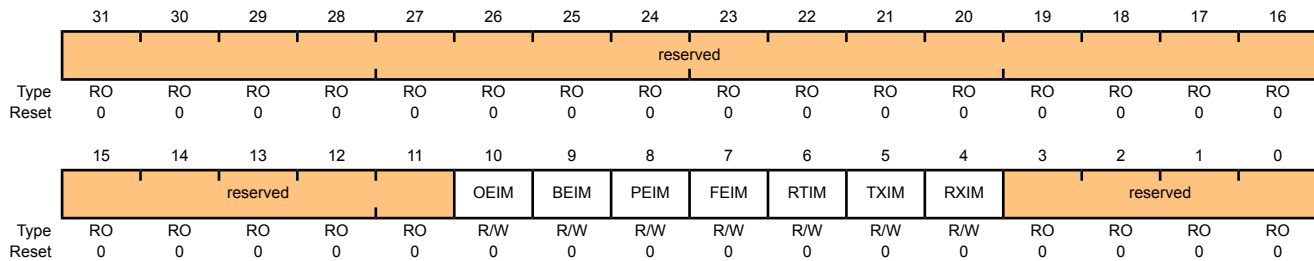 31 30 29 28 27 26 25 24 23 22 21 20 19 18 17 16
reserved
Type RO RO RO RO RO RO RO RO RO RO RO RO RO RO RO RO
Reset 0 0 0 0 0 0 0 0 0 0 0 0 0 0 0 0
15 14 13 12 11 10 9 8 7 6 5 4 3 2 1 0
reserved OEIM BEIM PEIM FEIM RTIM TXIM RXIM reserved
Type RO RO RO RO RO R/W R/W R/W R/W R/W R/W R/W RO RO RO RO
Reset 0 0 0 0 0 0 0 0 0 0 0 0 0 0 0 0